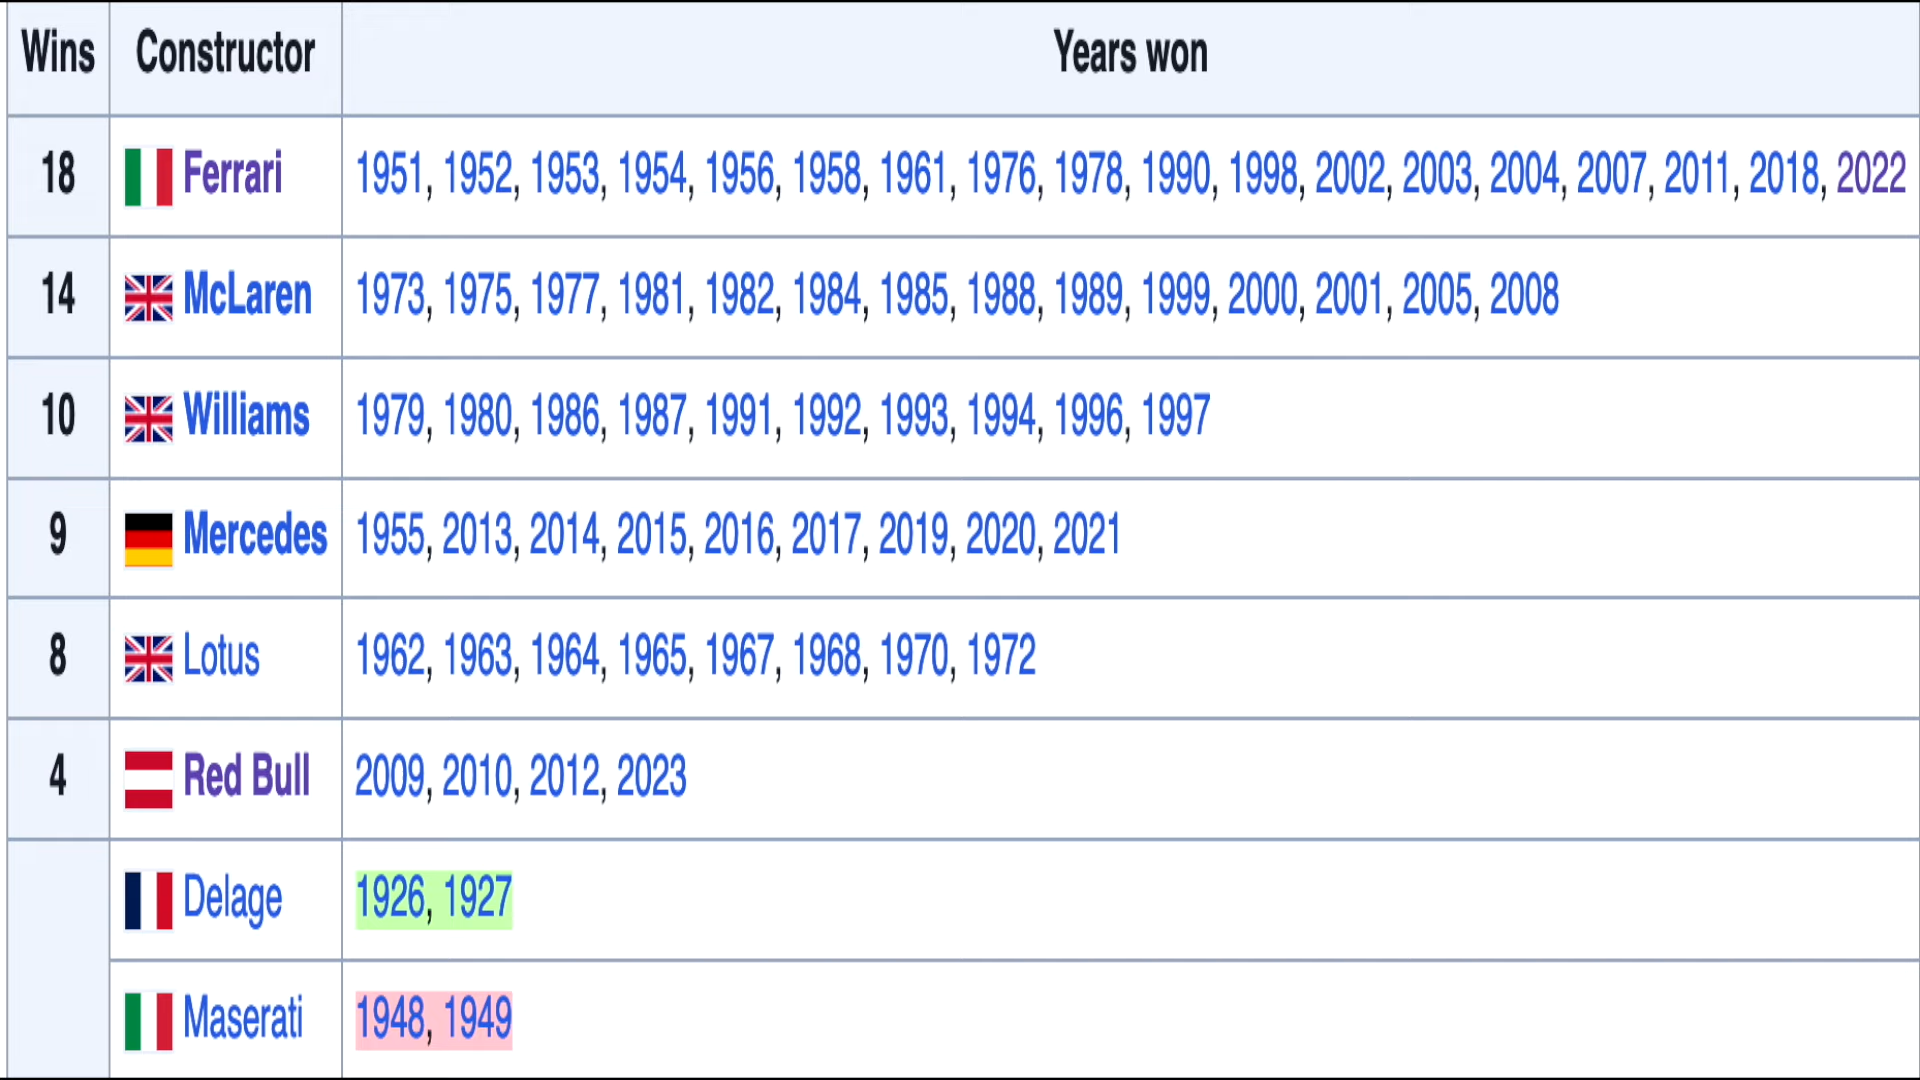 Wins Constructor Years won
18 Ferrari 1951, 1952, 1953, 1954, 1956, 1958, 1961, 1976, 1978, 1990, 1998, 2002, 2003, 2004, 2007, 2011, 2018, 2022
14 McLaren 1973, 1975, 1977, 1981, 1982, 1984, 1985, 1988, 1989, 1999, 2000, 2001, 2005, 2008
10 Williams 1979, 1980, 1986, 1987, 1991, 1992, 1993, 1994, 1996, 1997
9 Mercedes 1955, 2013, 2014, 2015, 2016, 2017, 2019, 2020, 2021
8 Lotus 1962, 1963, 1964, 1965, 1967, 1968, 1970, 1972
4 Red Bull 2009, 2010, 2012, 2023
Delage 1926, 1927
Maserati 1948, 1949